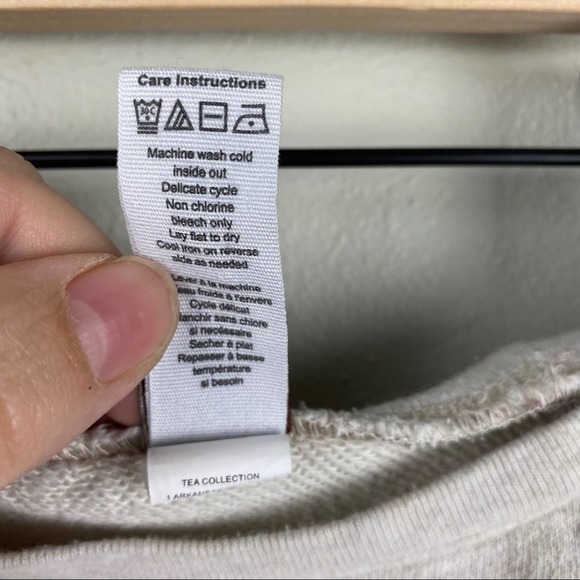 Care Instructions
30C
Machine wash cold
inside out
Delicate cycle
Non chlorine
bleach only
Lay flat to dry
Cool iron on reverse
side as needed
à la machine
eau froide à l'envers
Cycle délicat
sans chlore
si nécessaire
Sécher à plat
Repasser à basse
température
si besoin
TEA COLLECTION